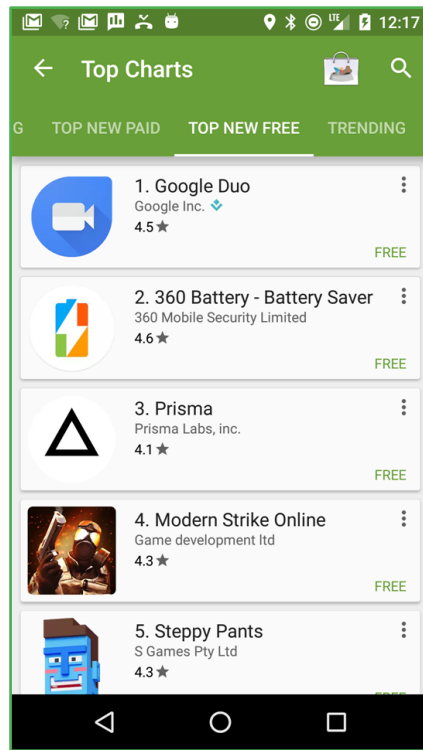 LTE 12:17
Top Charts
G TOP NEW PAID TOP NEW FREE TRENDING
1. Google Duo
Google Inc.
4.5
FREE
2. 360 Battery - Battery Saver
360 Mobile Security Limited
4.6
FREE
3. Prisma
Prisma Labs, inc.
4.1
FREE
4. Modern Strike Online
Game development ltd
4.3
FREE
5. Steppy Pants
S Games Pty Ltd
4.3
FREE